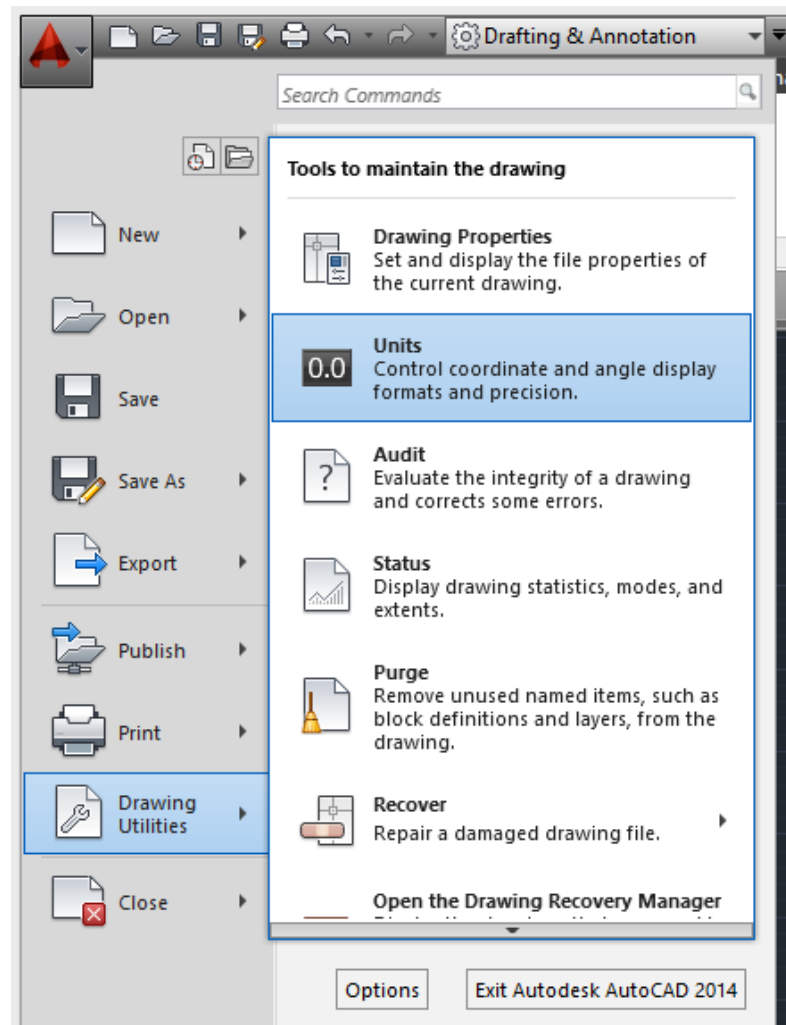 Drafting & Annotation
Search Commands
Tools to maintain the drawing
New
Open
Save
Save As
Export
Publish
Print
Drawing
Utilities
Close
Drawing Properties
Set and display the file properties of
the current drawing.
0.0
Units
Control coordinate and angle display
formats and precision.
?
Audit
Evaluate the integrity of a drawing
and corrects some errors.
Status
Display drawing statistics, modes, and
extents.
Purge
Remove unused named items, such as
block definitions and layers, from the
drawing.
Recover
Repair a damaged drawing file.
Open the Drawing Recovery Manager
Options
Exit Autodesk AutoCAD 2014